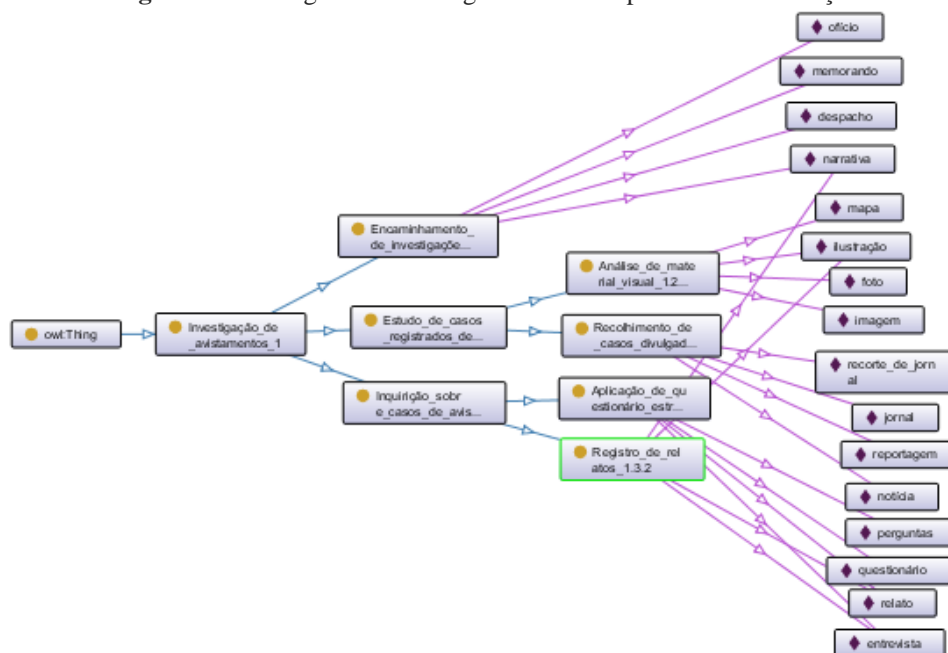 ofício
memorando
despacho
narrativa
mapa
ilustração
foto
imagem
recorte_de_jorn
al
jornal
reportagem
notícia
perguntas
questionário
relato
entrevista
Encaminhamento_
de_investigaçõe...
Análise_de_mate
rial_visual_1.2...
Estudo_de_casos
_registrados_de...
Recolhimento_de
_casos_divulgad...
owl:Thing
Investigação_de
_avistamentos_1
Inquirição_sobr
e_casos_de_avis...
Aplicação_de_qu
estionário_estr...
Registro_de_rel
atos_1.3.2